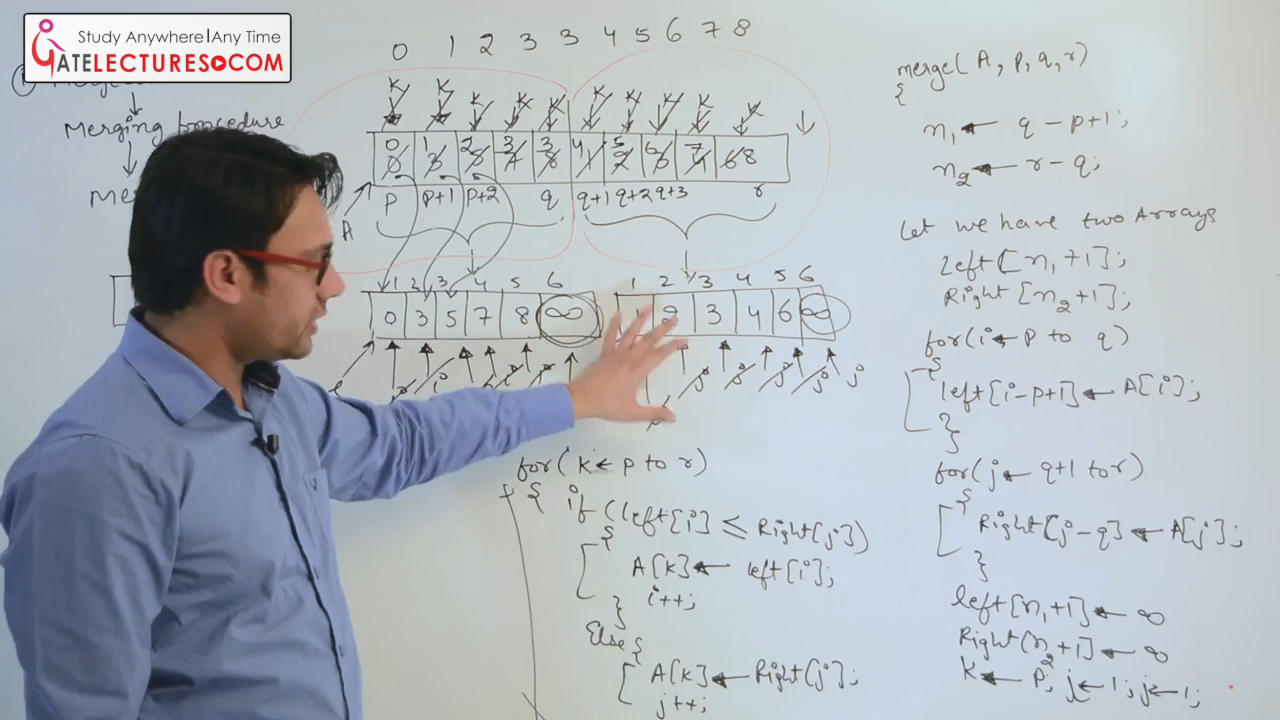 Study Anywhere|Any Time
GATELECTURES.COM
0 1 2 3 3 4 5 6 7 8
Merging procedure
K K K K K K K K K K
p p+1 p+2 q q+1 q+2 q+3 r
A
1 2 3 4 5 6
0 3 5 7 8 ∞
1 2 3 4 5 6
1 2 3 4 6 ∞
for( K← p to r)
{ if (left[i] ≤ Right[j])
{
A[K]← left[i];
i++;
}
Else{
A[K]← Right[j];
j++;
merge( A, p, q, r)
{
n1← q - p+1;
n2← r - q;
Let we have two Arrays
left[n1+1];
Right[n2+1];
for(i← p to q)
{
left[i-p+1]← A[i];
}
}
for(j← q+1 to r)
{
Right[j-q]← A[j];
}
left[n1+1]← ∞
Right[n2+1]← ∞
K← p; j←1; j←1;